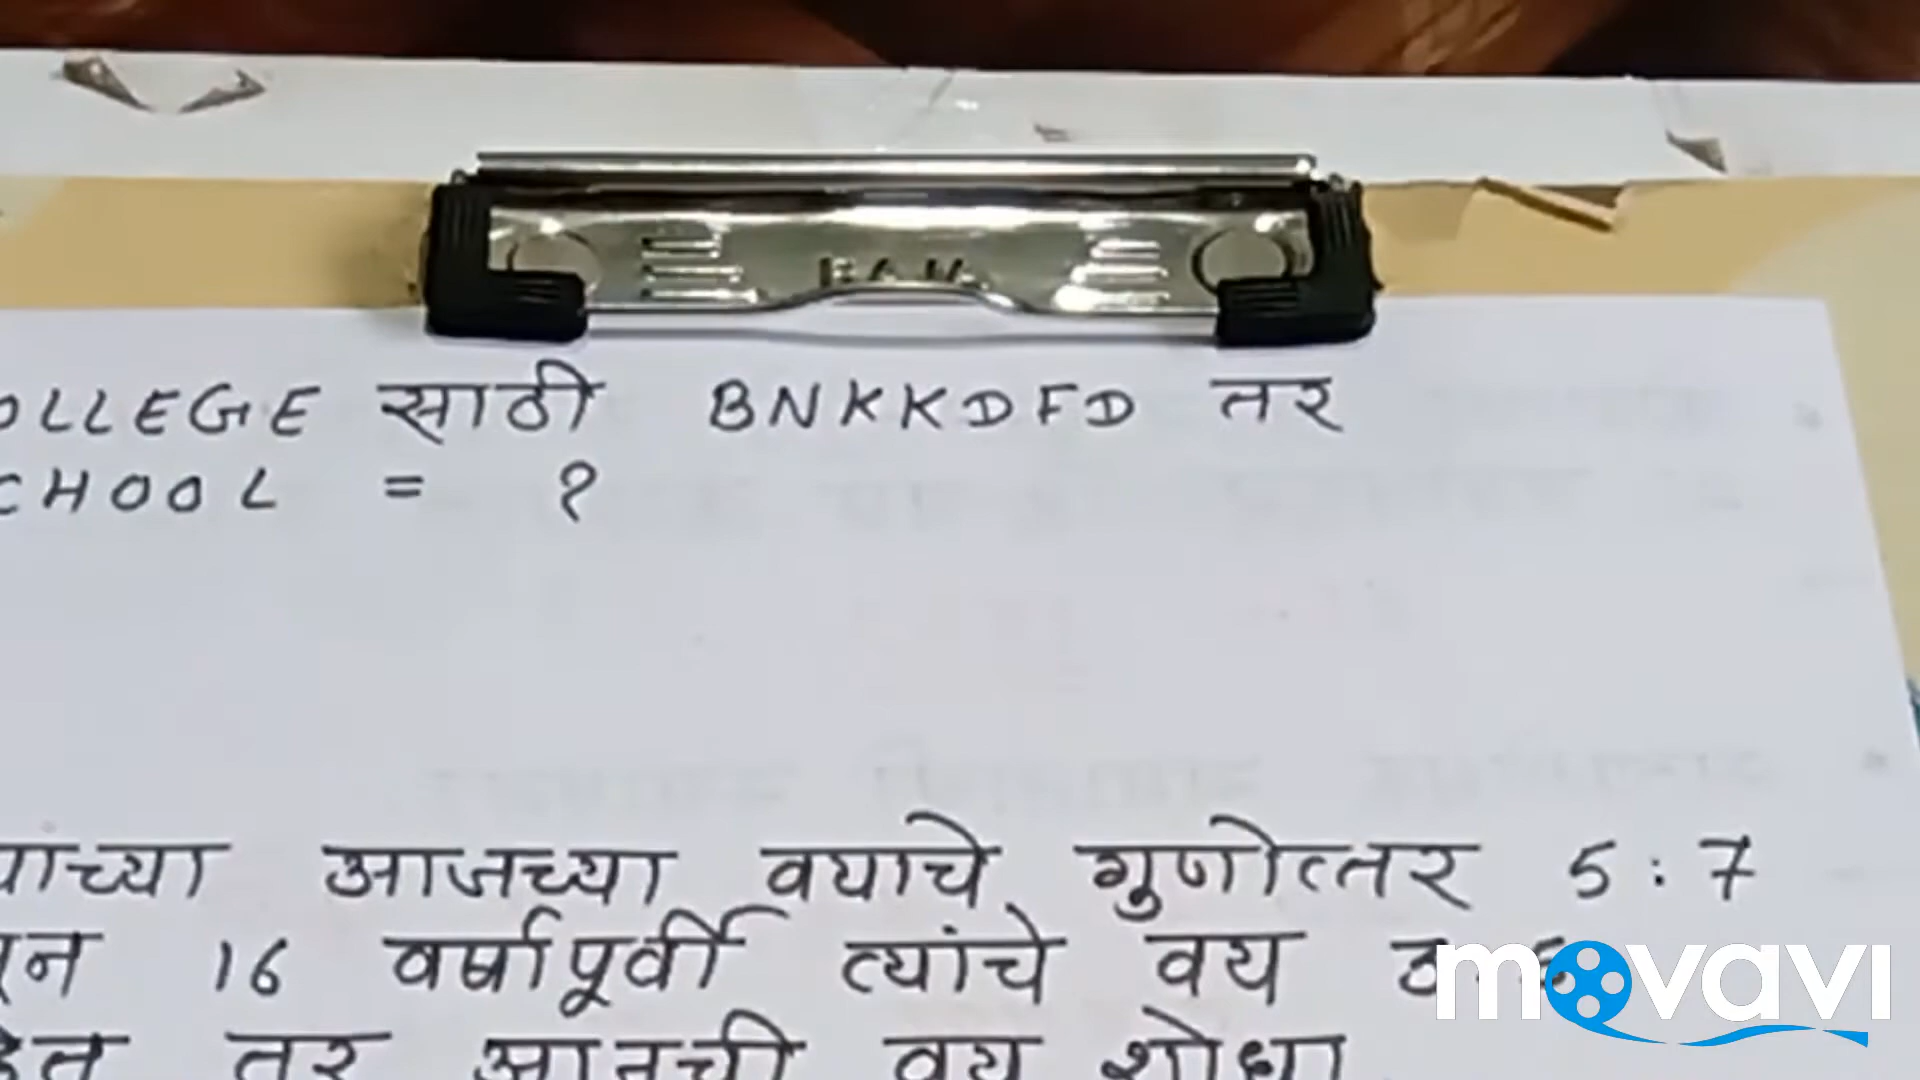 OLLEGE साठी BNKKDFD तर
CHOOL = ?
यांच्या आजच्या वयाचे गुणोत्तर 5:7
16 वर्षापूर्वी त्यांचे वय
तर आजची वय शोधा
movavi